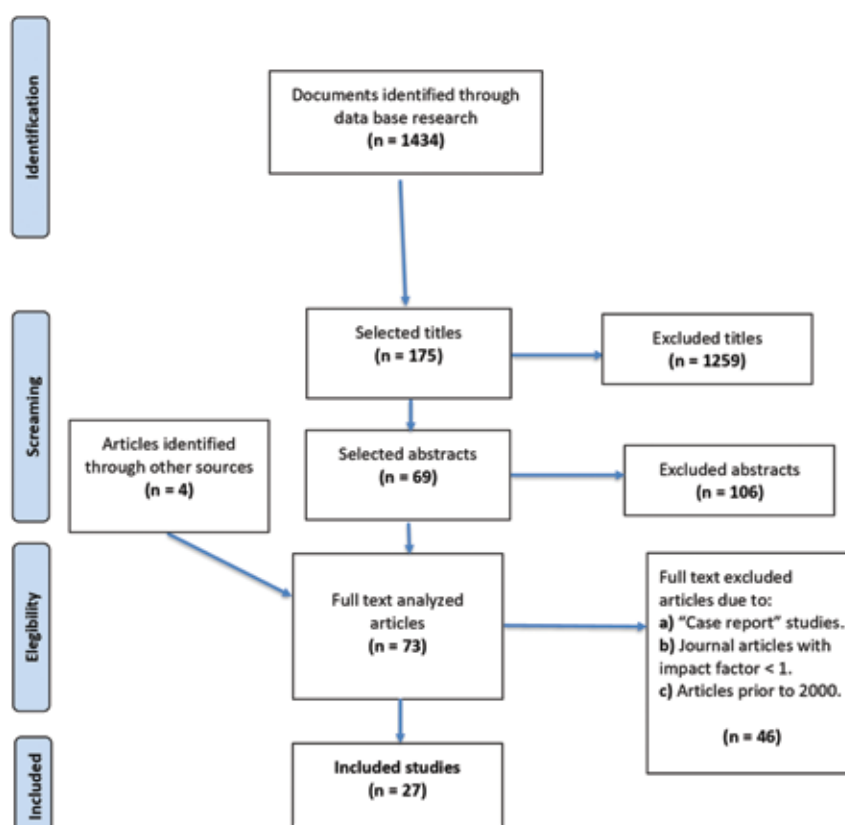 Identification
Documents identified through
data base research
(n = 1434)
Screaming
Selected titles
(n = 175)
Excluded titles
(n = 1259)
Articles identified
through other sources
(n = 4)
Selected abstracts
(n = 69)
Excluded abstracts
(n = 106)
Elegibility
Full text analyzed
articles
(n = 73)
Full text excluded
articles due to:
a) “Case report” studies.
b) Journal articles with
impact factor < 1.
c) Articles prior to 2000.
(n = 46)
Included
Included studies
(n = 27)